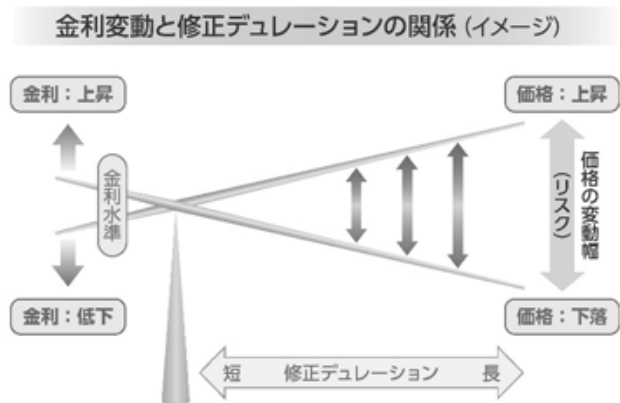 金利変動と修正デュレーションの関係（イメージ）
金利：上昇
価格：上昇
金利水準
価格の変動幅
（リスク）
金利：低下
価格：下落
短 修正デュレーション 長